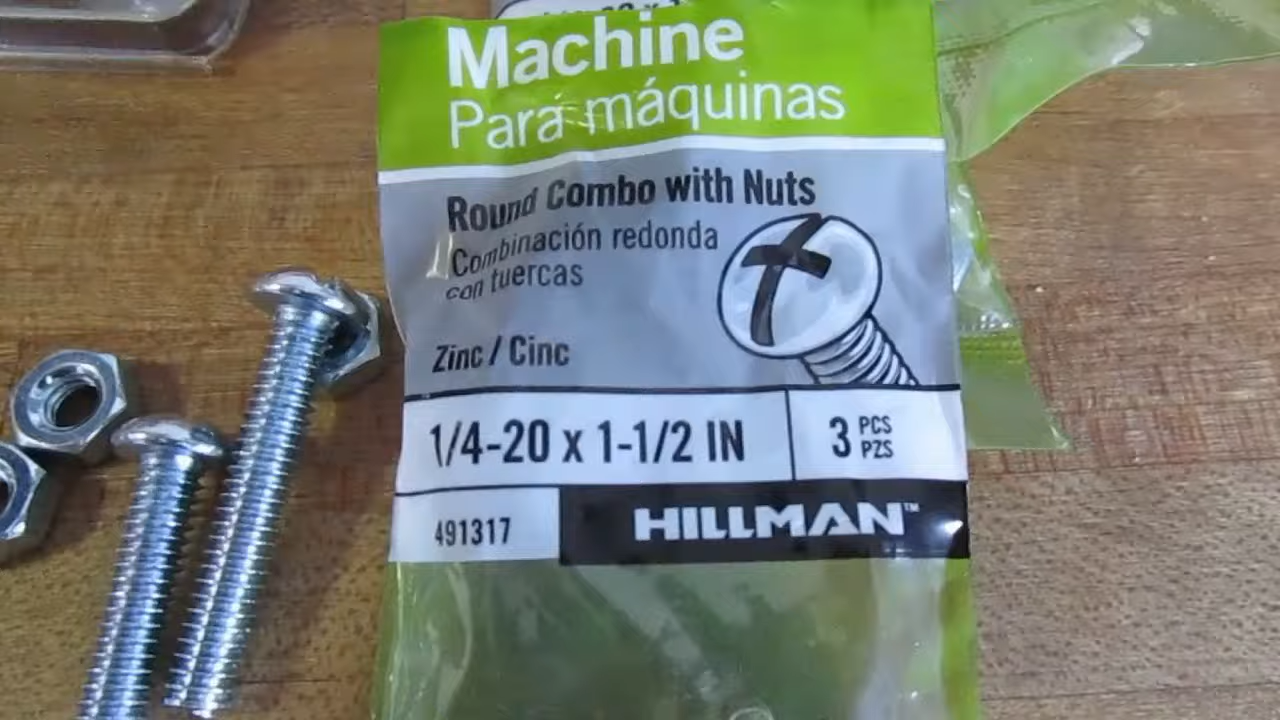 Machine
Para máquinas
Round Combo with Nuts
Combinación redonda
con tuercas
Zinc / Cinc
1/4-20 x 1-1/2 IN
3 PCS
PZS
491317
HILLMAN™